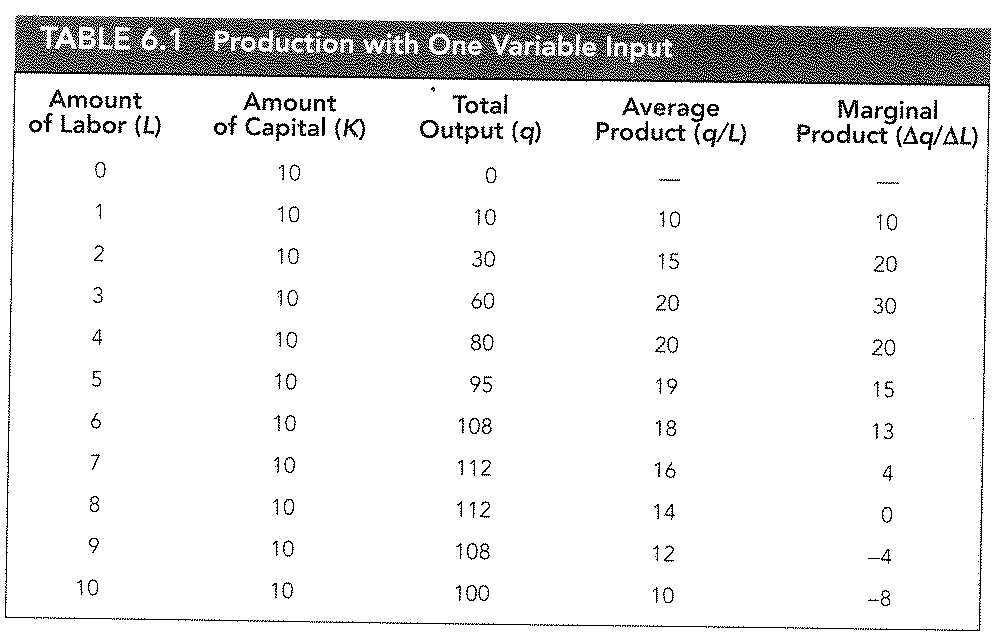 TABLE 6.1 Production with One Variable Input
Amount of Labor (L) Amount of Capital (K) Total Output (q) Average Product (q/L) Marginal Product (Δq/ΔL)
0 10 0 — —
1 10 10 10 10
2 10 30 15 20
3 10 60 20 30
4 10 80 20 20
5 10 95 19 15
6 10 108 18 13
7 10 112 16 4
8 10 112 14 0
9 10 108 12 –4
10 10 100 10 –8